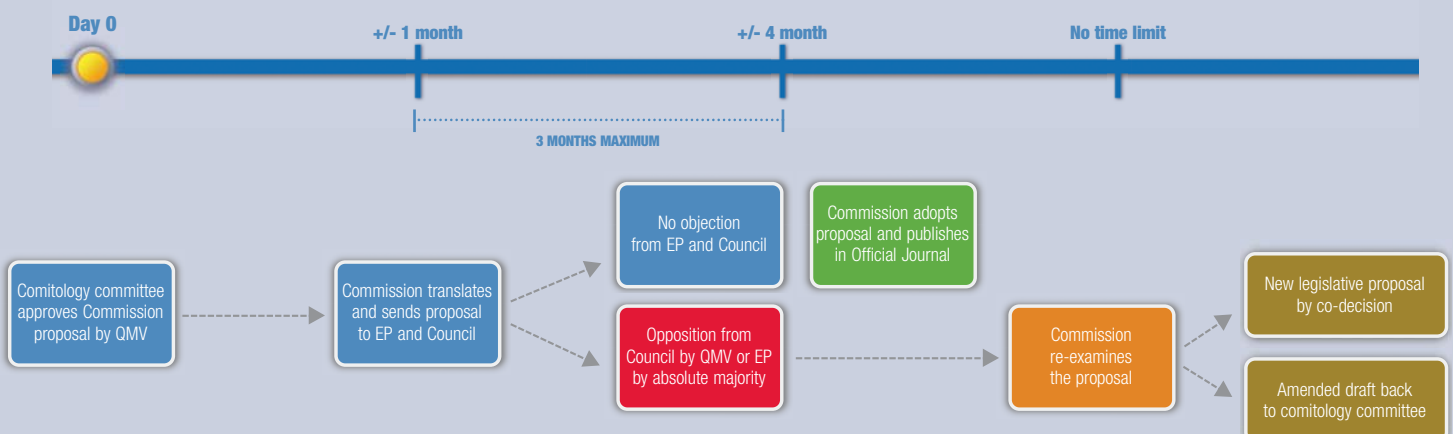 Day 0
+/- 1 month
+/- 4 month
No time limit
3 MONTHS MAXIMUM
Comitology committee
approves Commission
proposal by QMV
Commission translates
and sends proposal
to EP and Council
No objection
from EP and Council
Commission adopts
proposal and publishes
in Official Journal
Opposition from
Council by QMV or EP
by absolute majority
Commission
re-examines
the proposal
New legislative proposal
by co-decision
Amended draft back
to comitology committee